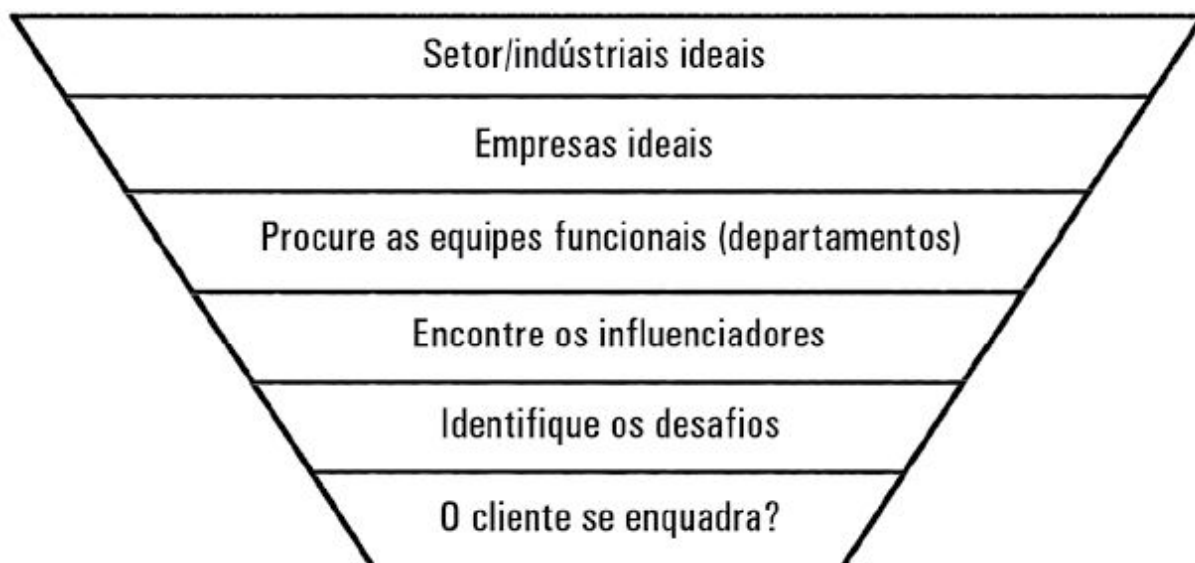 Setor/indústriais ideais
Empresas ideais
Procure as equipes funcionais (departamentos)
Encontre os influenciadores
Identifique os desafios
O cliente se enquadra?